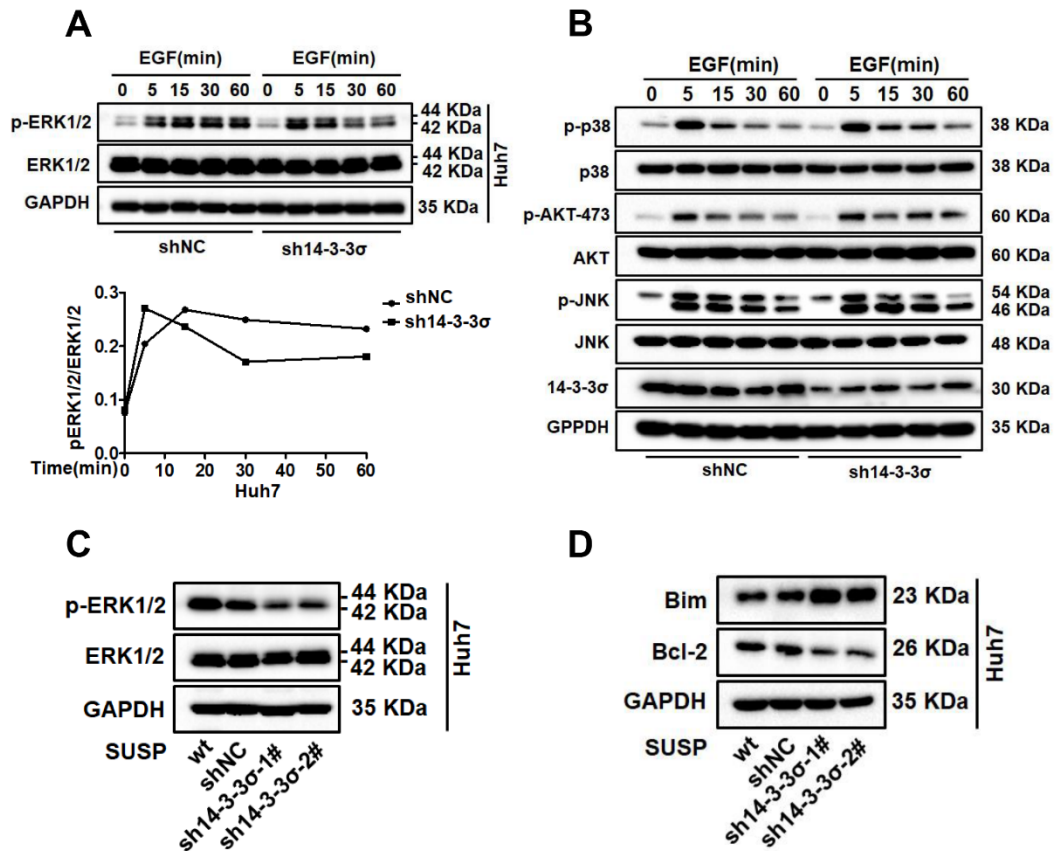 A
EGF(min) EGF(min)
0 5 15 30 60 0 5 15 30 60
p-ERK1/2 44 KDa
42 KDa
ERK1/2 44 KDa
42 KDa
GAPDH 35 KDa
Huh7
shNC sh14-3-3σ
pERK1/2/ERK1/2
0.3
0.2
0.1
0.0
shNC
sh14-3-3σ
Time(min) 0 10 20 30 40 50 60
Huh7
B
EGF(min) EGF(min)
0 5 15 30 60 0 5 15 30 60
p-p38 38 KDa
p38 38 KDa
p-AKT-473 60 KDa
AKT 60 KDa
p-JNK 54 KDa
46 KDa
JNK 48 KDa
14-3-3σ 30 KDa
GPPDH 35 KDa
shNC sh14-3-3σ
C
p-ERK1/2 44 KDa
42 KDa
ERK1/2 44 KDa
42 KDa
GAPDH 35 KDa
Huh7
SUSP wt shNC sh14-3-3σ-1# sh14-3-3σ-2#
D
Bim 23 KDa
Bcl-2 26 KDa
GAPDH 35 KDa
Huh7
SUSP wt shNC sh14-3-3σ-1# sh14-3-3σ-2#